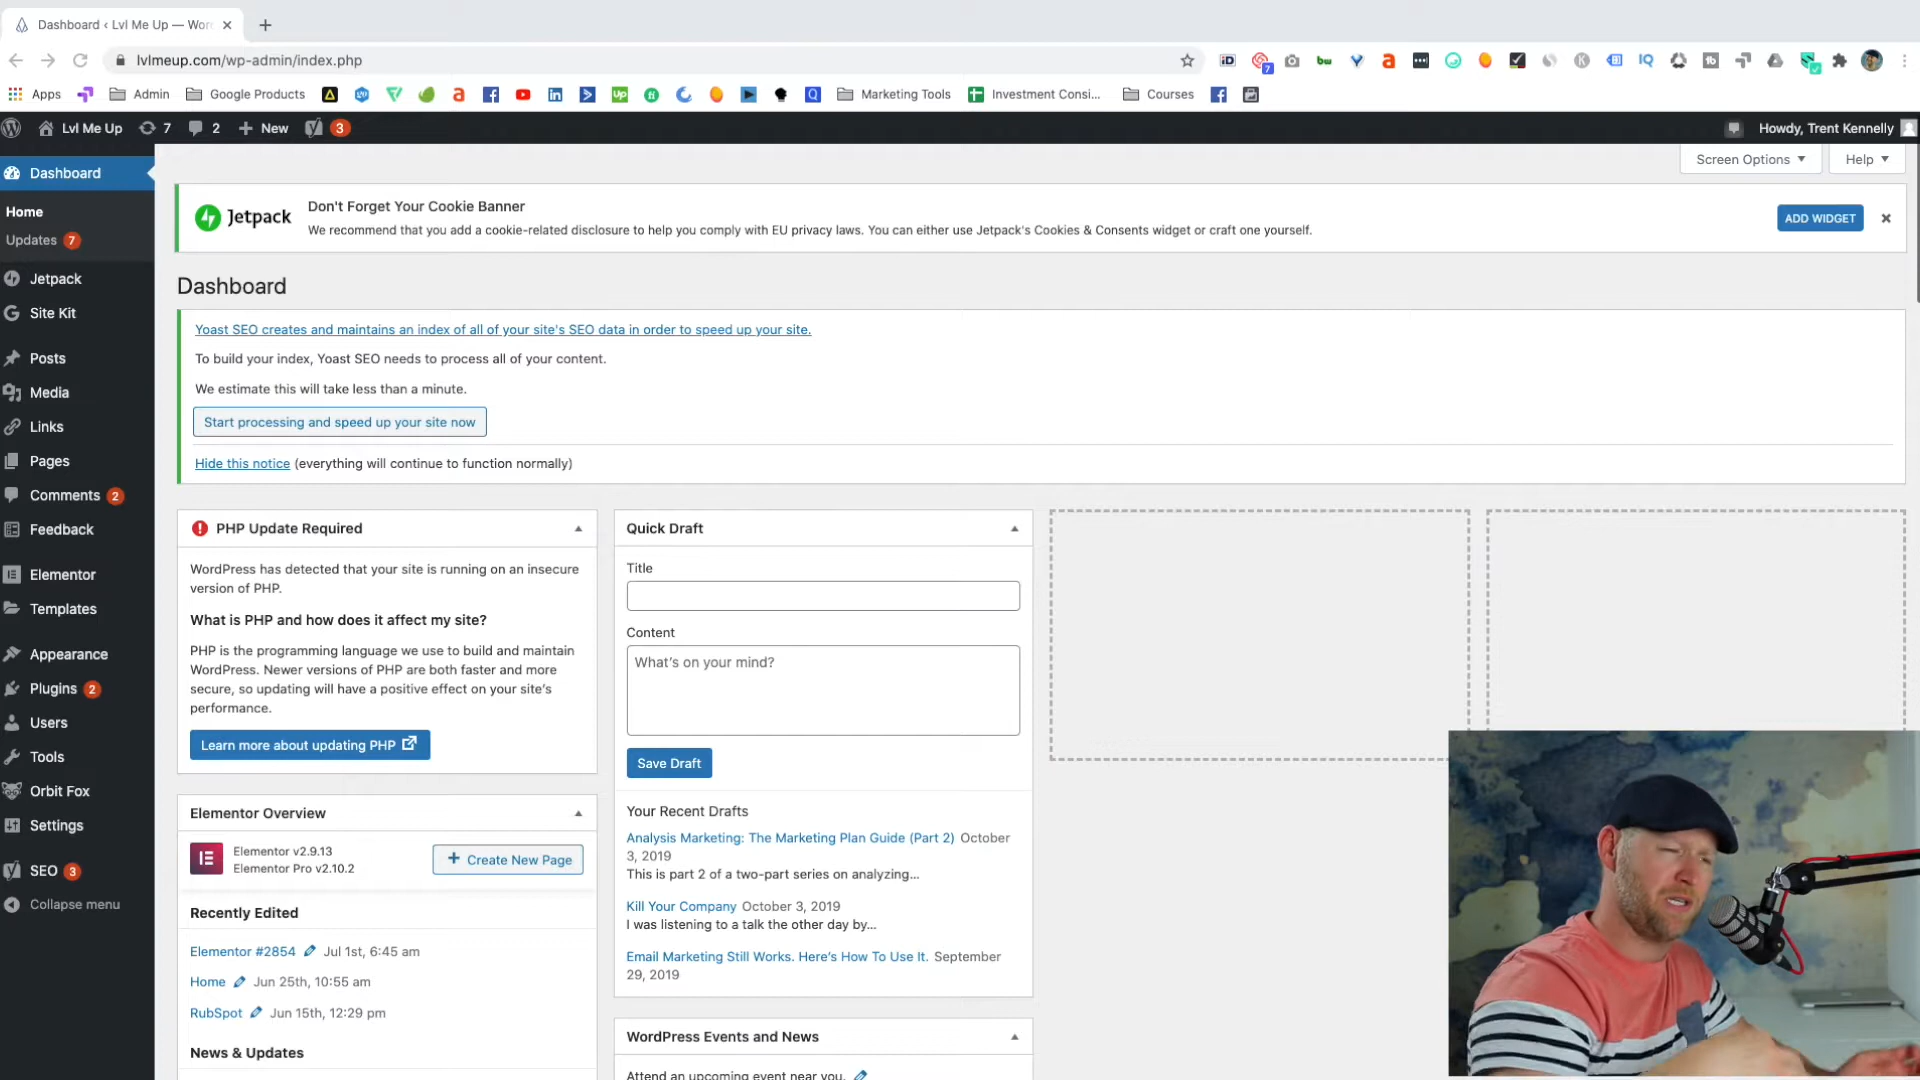 Dashboard ‹ Lvl Me Up — Wor
lvlmeup.com/wp-admin/index.php
Apps
Admin
Google Products
Marketing Tools
Investment Consi...
Courses
Lvl Me Up
7
2
New
3
Howdy, Trent Kennelly
Dashboard
Home
Updates 7
Jetpack
Site Kit
Posts
Media
Links
Pages
Comments 2
Feedback
Elementor
Templates
Appearance
Plugins 2
Users
Tools
Orbit Fox
Settings
SEO 3
Collapse menu
Screen Options
Help
Jetpack
Don't Forget Your Cookie Banner
We recommend that you add a cookie-related disclosure to help you comply with EU privacy laws. You can either use Jetpack's Cookies & Consents widget or craft one yourself.
ADD WIDGET
Dashboard
Yoast SEO creates and maintains an index of all of your site's SEO data in order to speed up your site.
To build your index, Yoast SEO needs to process all of your content.
We estimate this will take less than a minute.
Start processing and speed up your site now
Hide this notice (everything will continue to function normally)
PHP Update Required
WordPress has detected that your site is running on an insecure
version of PHP.
What is PHP and how does it affect my site?
PHP is the programming language we use to build and maintain
WordPress. Newer versions of PHP are both faster and more
secure, so updating will have a positive effect on your site's
performance.
Learn more about updating PHP
Elementor Overview
Elementor v2.9.13
Elementor Pro v2.10.2
Create New Page
Recently Edited
Elementor #2854 Jul 1st, 6:45 am
Home Jun 25th, 10:55 am
RubSpot Jun 15th, 12:29 pm
News & Updates
Quick Draft
Title
Content
What's on your mind?
Save Draft
Your Recent Drafts
Analysis Marketing: The Marketing Plan Guide (Part 2) October
3, 2019
This is part 2 of a two-part series on analyzing…
Kill Your Company October 3, 2019
I was listening to a talk the other day by…
Email Marketing Still Works. Here's How To Use It. September
29, 2019
WordPress Events and News
Attend an upcoming event near you.